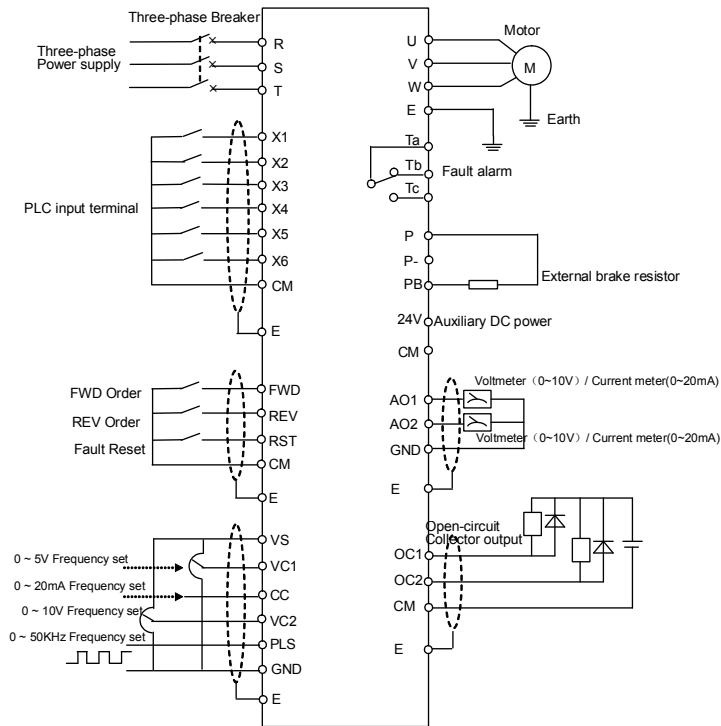 Three-phase Breaker
Three-phase
Power supply
R
S
T
X1
X2
X3
X4
X5
X6
CM
E
PLC input terminal
FWD Order
REV Order
Fault Reset
FWD
REV
RST
CM
E
0 ~ 5V Frequency set
0 ~ 20mA Frequency set
0 ~ 10V Frequency set
0 ~ 50KHz Frequency set
VS
VC1
CC
VC2
PLS
GND
E
U
V
W
E
Motor
M
Earth
Ta
Tb
Tc
Fault alarm
P
P-
PB
External brake resistor
24V
Auxiliary DC power
CM
Voltmeter（0~10V）/ Current meter(0~20mA)
AO1
AO2
Voltmeter（0~10V）/ Current meter(0~20mA)
GND
E
Open-circuit
Collector output
OC1
OC2
CM
E